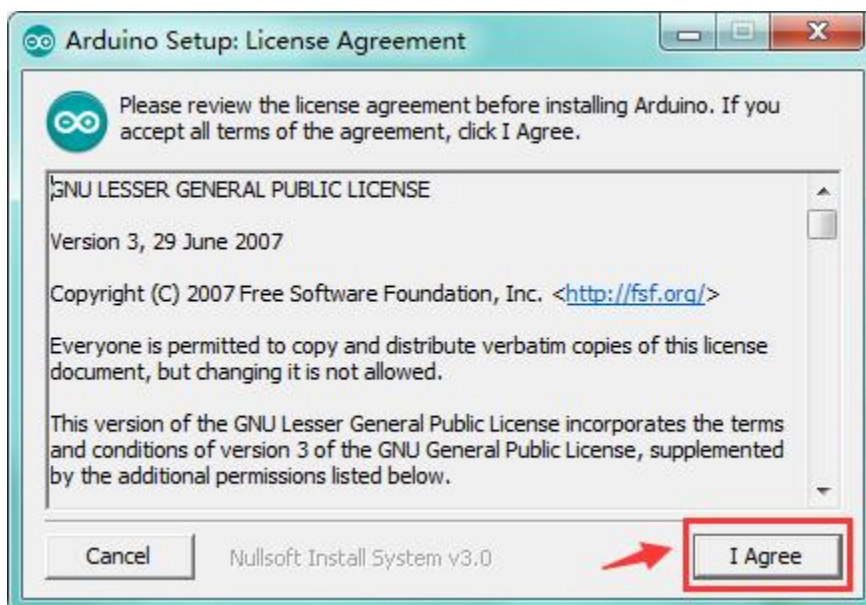 Arduino Setup: License Agreement
Please review the license agreement before installing Arduino. If you
accept all terms of the agreement, click I Agree.
GNU LESSER GENERAL PUBLIC LICENSE
Version 3, 29 June 2007
Copyright (C) 2007 Free Software Foundation, Inc. <http://fsf.org/>
Everyone is permitted to copy and distribute verbatim copies of this license
document, but changing it is not allowed.
This version of the GNU Lesser General Public License incorporates the terms
and conditions of version 3 of the GNU General Public License, supplemented
by the additional permissions listed below.
Cancel
Nullsoft Install System v3.0
I Agree